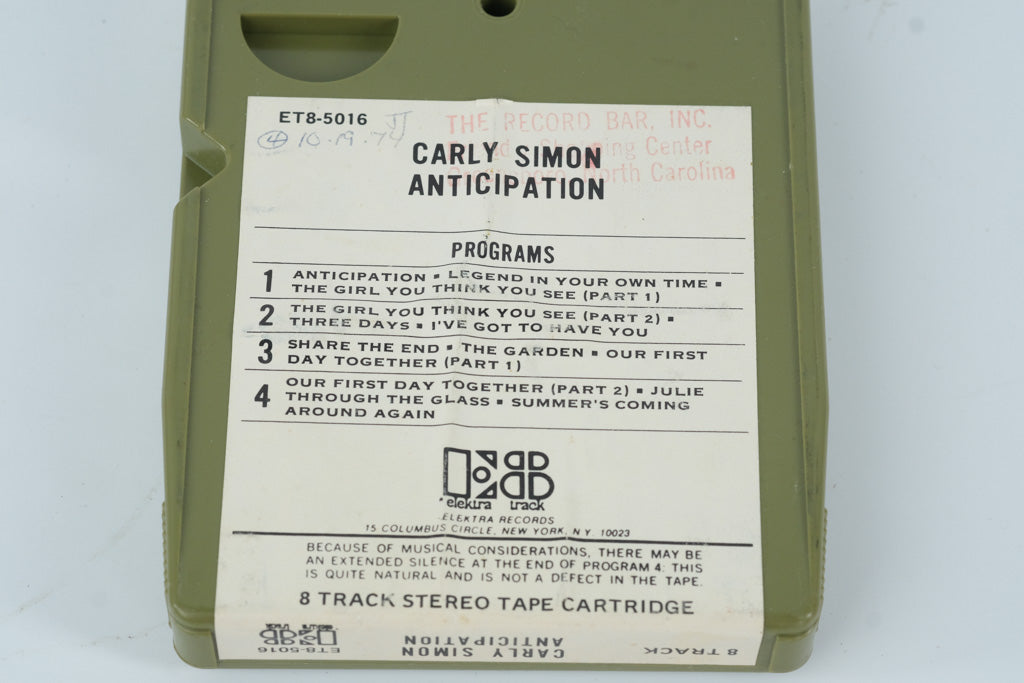 ET8-5016 JJ
④ 10.19.74
THE RECORD BAR, INC.
Shopping Center
North Carolina
CARLY SIMON
ANTICIPATION
PROGRAMS
1 ANTICIPATION ▪ LEGEND IN YOUR OWN TIME ▪
THE GIRL YOU THINK YOU SEE (PART 1)
2 THE GIRL YOU THINK YOU SEE (PART 2) ▪
THREE DAYS ▪ I'VE GOT TO HAVE YOU
3 SHARE THE END ▪ THE GARDEN ▪ OUR FIRST
DAY TOGETHER (PART 1)
4 OUR FIRST DAY TOGETHER (PART 2) ▪ JULIE
THROUGH THE GLASS ▪ SUMMER'S COMING
AROUND AGAIN
elektra track
ELEKTRA RECORDS
15 COLUMBUS CIRCLE, NEW YORK, N.Y. 10023
BECAUSE OF MUSICAL CONSIDERATIONS, THERE MAY BE
AN EXTENDED SILENCE AT THE END OF PROGRAM 4. THIS
IS QUITE NATURAL AND IS NOT A DEFECT IN THE TAPE.
8 TRACK STEREO TAPE CARTRIDGE
8 TRACK
CARLY SIMON
ANTICIPATION
ET8-5016
elektra track